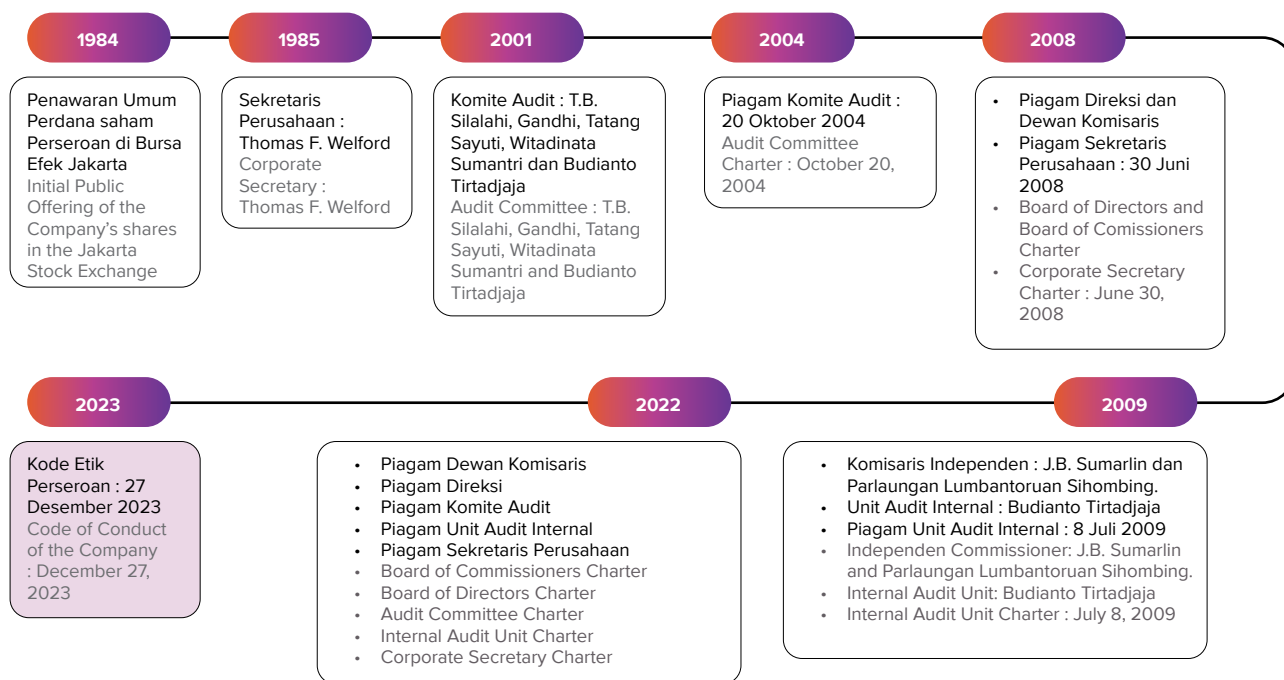 1984
Penawaran Umum
Perdana saham
Perseroan di Bursa
Efek Jakarta
Initial Public
Offering of the
Company's shares
in the Jakarta
Stock Exchange
1985
Sekretaris
Perusahaan :
Thomas F. Welford
Corporate
Secretary :
Thomas F. Welford
2001
Komite Audit : T.B.
Silalahi, Gandhi, Tatang
Sayuti, Witadinata
Sumantri dan Budianto
Tirtadjaja
Audit Committee : T.B.
Silalahi, Gandhi, Tatang
Sayuti, Witadinata
Sumantri and Budianto
Tirtadjaja
2004
Piagam Komite Audit :
20 Oktober 2004
Audit Committee
Charter : October 20,
2004
2008
• Piagam Direksi dan
Dewan Komisaris
• Piagam Sekretaris
Perusahaan : 30 Juni
2008
• Board of Directors and
Board of Comissioners
Charter
• Corporate Secretary
Charter : June 30,
2008
2009
• Komisaris Independen : J.B. Sumarlin dan
Parlaungan Lumbantoruan Sihombing.
• Unit Audit Internal : Budianto Tirtadjaja
• Piagam Unit Audit Internal : 8 Juli 2009
• Independen Commissioner: J.B. Sumarlin
and Parlaungan Lumbantoruan Sihombing.
• Internal Audit Unit: Budianto Tirtadjaja
• Internal Audit Unit Charter : July 8, 2009
2022
• Piagam Dewan Komisaris
• Piagam Direksi
• Piagam Komite Audit
• Piagam Unit Audit Internal
• Piagam Sekretaris Perusahaan
• Board of Commissioners Charter
• Board of Directors Charter
• Audit Committee Charter
• Internal Audit Unit Charter
• Corporate Secretary Charter
2023
Kode Etik
Perseroan : 27
Desember 2023
Code of Conduct
of the Company
: December 27,
2023